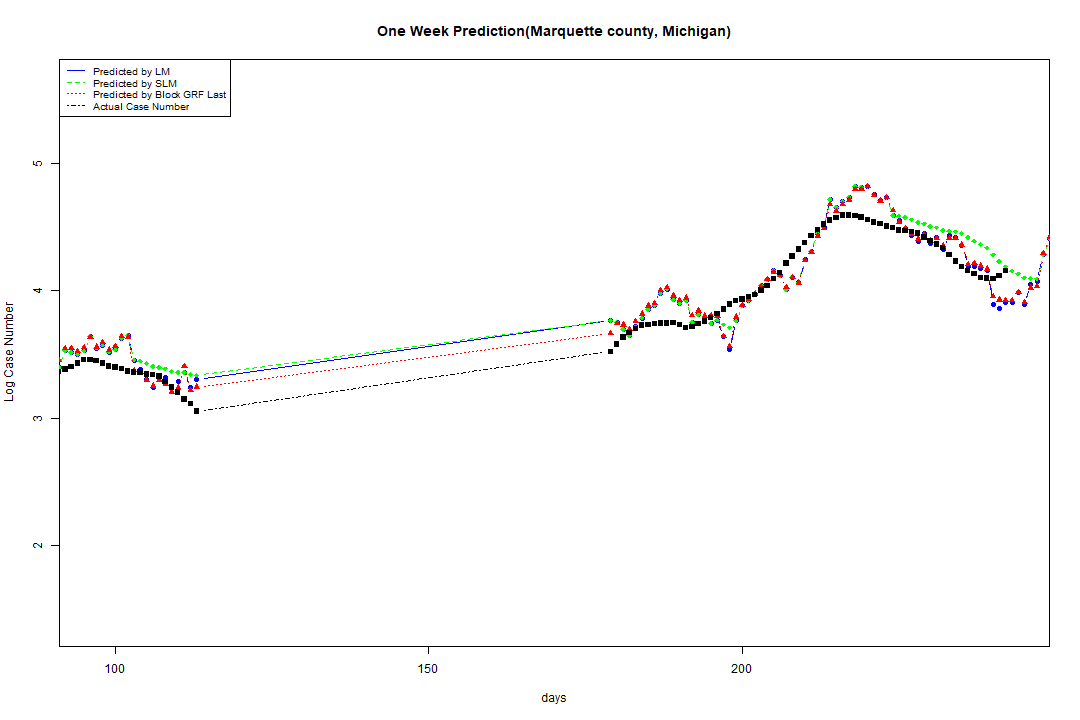 One Week Prediction(Marquette county, Michigan)
Predicted by LM
Predicted by SLM
Predicted by Block GRF Last
Actual Case Number
5
4
3
2
Log Case Number
100 150 200
days